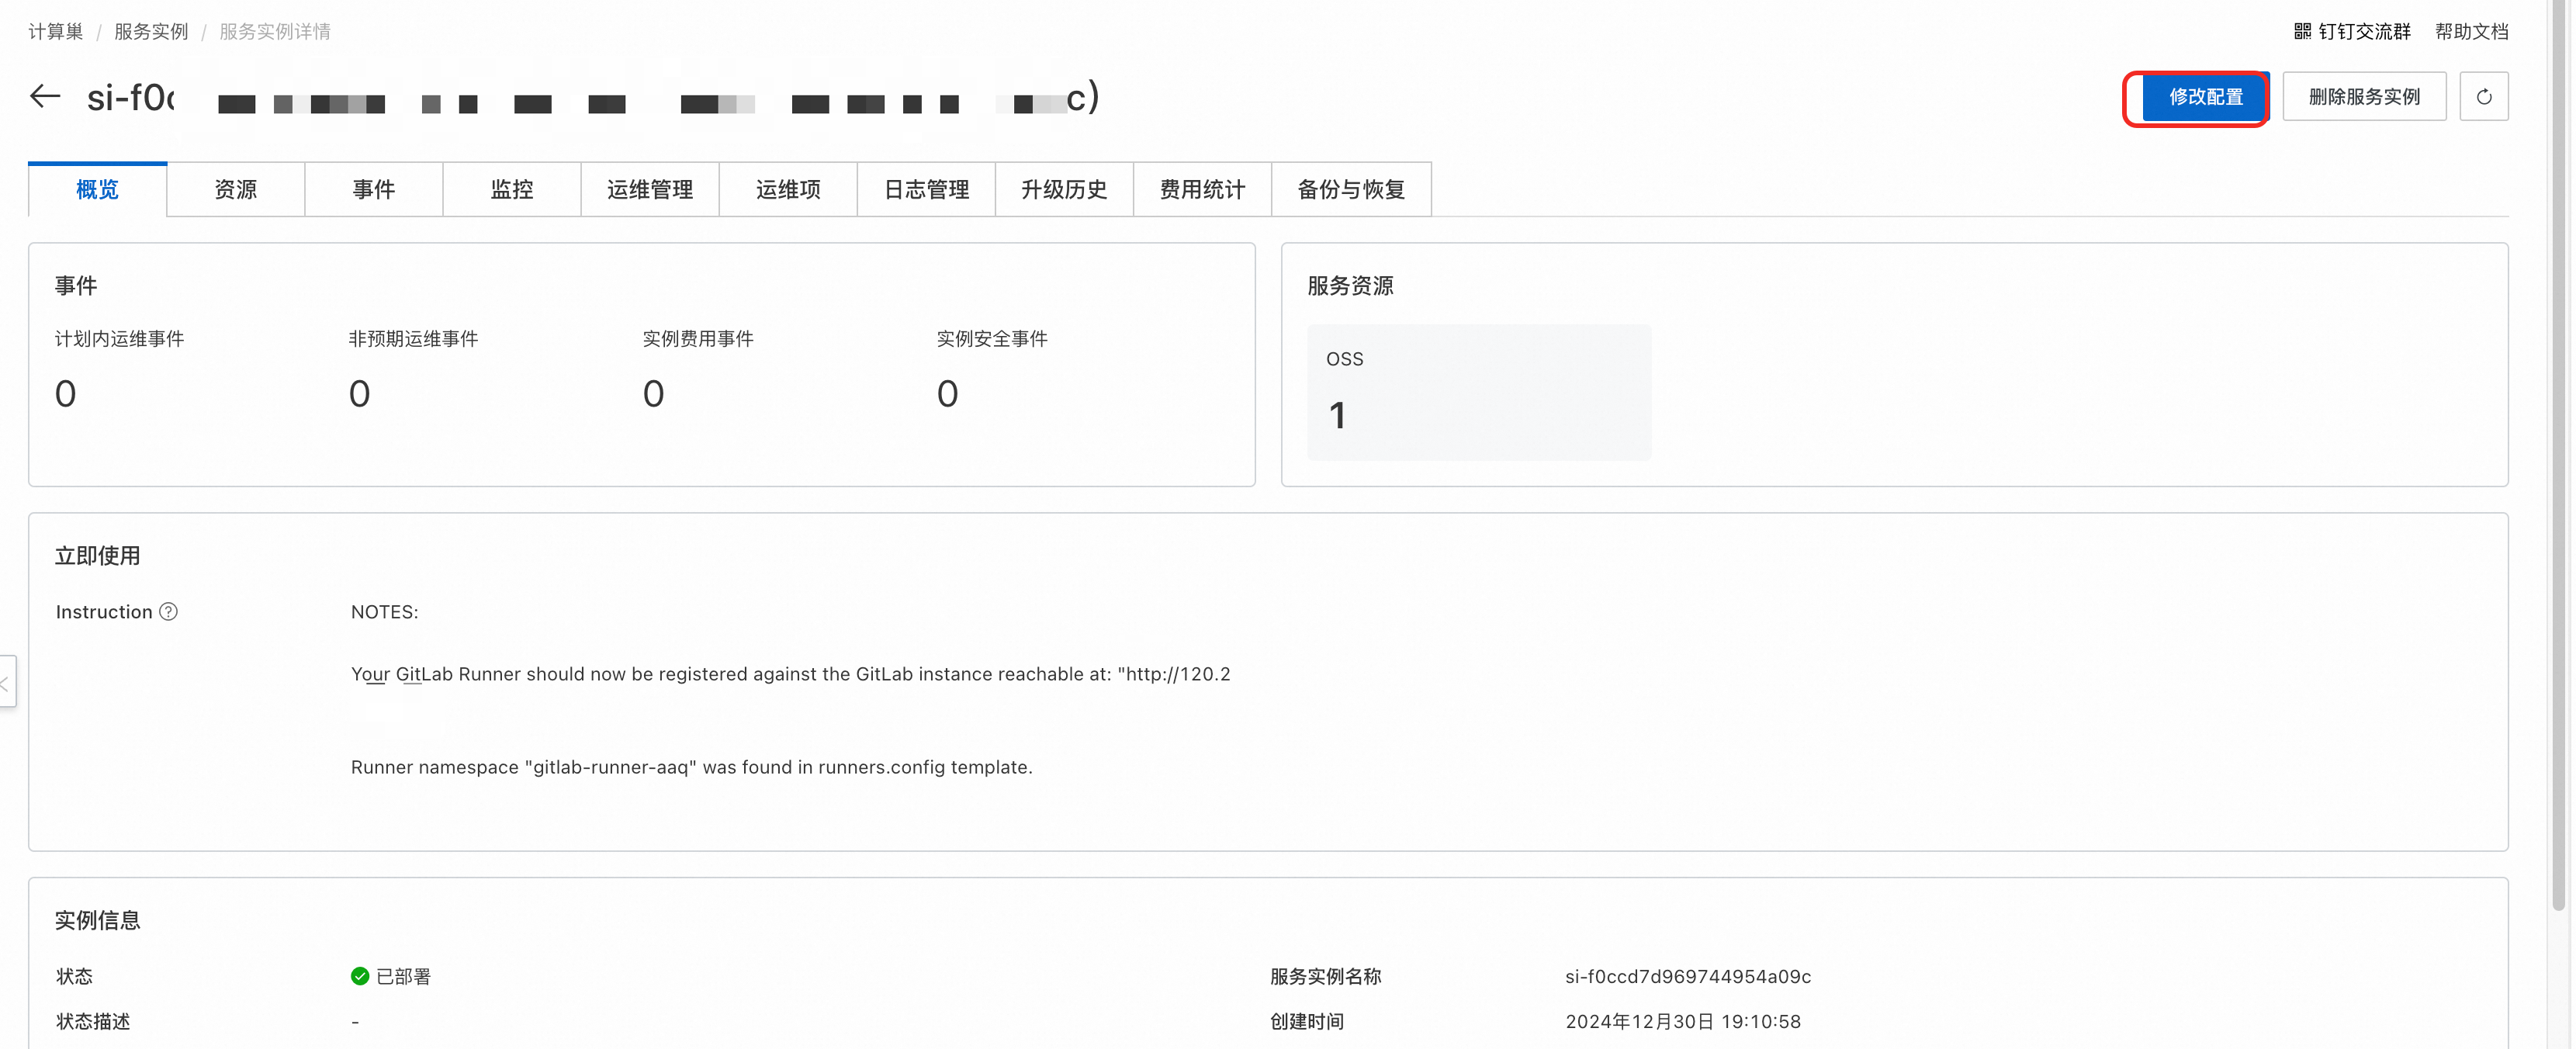 计算巢 / 服务实例 / 服务实例详情
钉钉交流群 帮助文档
si-f0c
c)
修改配置 删除服务实例
概览 资源 事件 监控 运维管理 运维项 日志管理 升级历史 费用统计 备份与恢复
事件
计划内运维事件 非预期运维事件 实例费用事件 实例安全事件
0 0 0 0
服务资源
OSS
1
立即使用
Instruction NOTES:
Your GitLab Runner should now be registered against the GitLab instance reachable at: "http://120.2
Runner namespace "gitlab-runner-aaq" was found in runners.config template.
实例信息
状态 已部署 服务实例名称 si-f0ccd7d969744954a09c
状态描述 - 创建时间 2024年12月30日 19:10:58